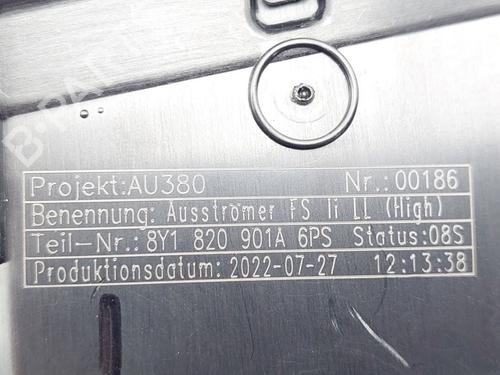 B-PARTS
Projekt:AU380 Nr.:00186
Benennung: Ausströmer FS li LL (High)
Teil-Nr.: 8Y1 820 901A 6PS Status:08S
Produktionsdatum: 2022-07-27 12:13:38